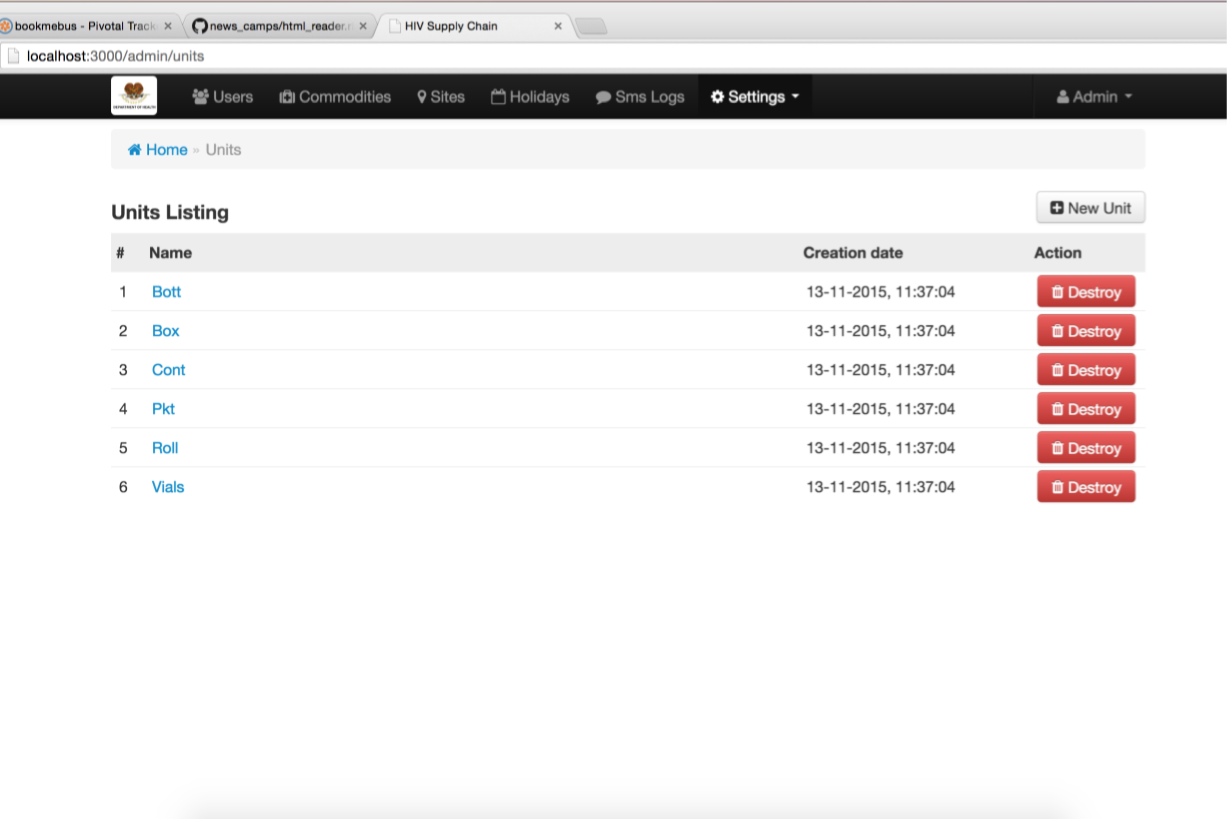 bookmebus - Pivotal Track × news_camps/html_reader.r × HIV Supply Chain ×
localhost:3000/admin/units
DEPARTMENT OF HEALTH Users Commodities Sites Holidays Sms Logs Settings Admin
Home » Units
Units Listing New Unit
# Name Creation date Action
1 Bott 13-11-2015, 11:37:04 Destroy
2 Box 13-11-2015, 11:37:04 Destroy
3 Cont 13-11-2015, 11:37:04 Destroy
4 Pkt 13-11-2015, 11:37:04 Destroy
5 Roll 13-11-2015, 11:37:04 Destroy
6 Vials 13-11-2015, 11:37:04 Destroy